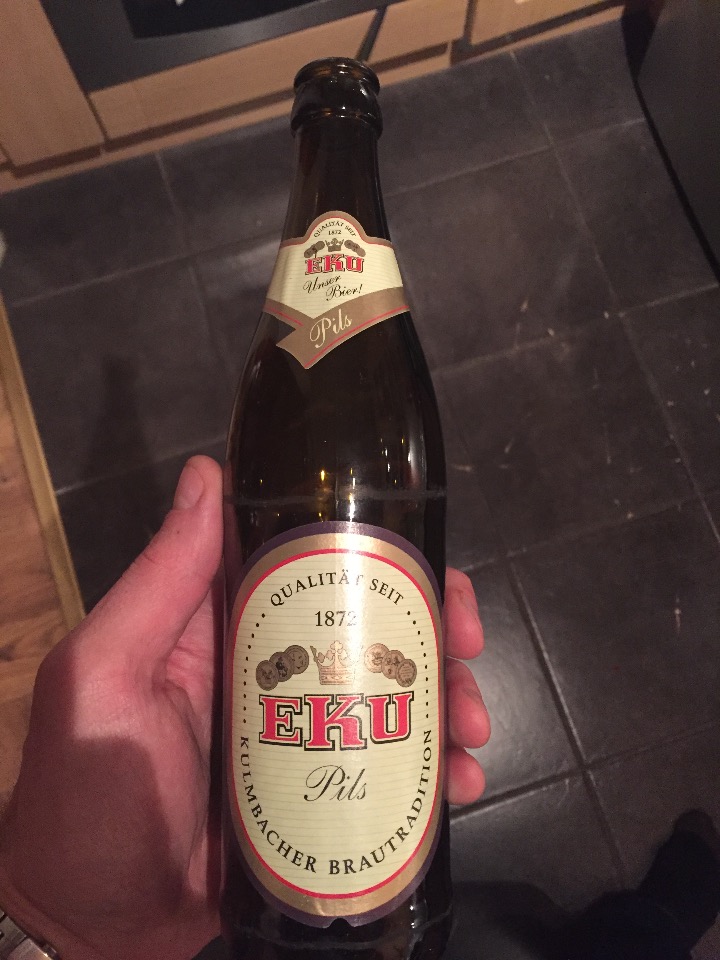 QUALITÄT SEIT
1872
EKU
Unser
Bier!
Pils
QUALITÄT SEIT
1872
EKU
Pils
KULMBACHER BRAUTRADITION